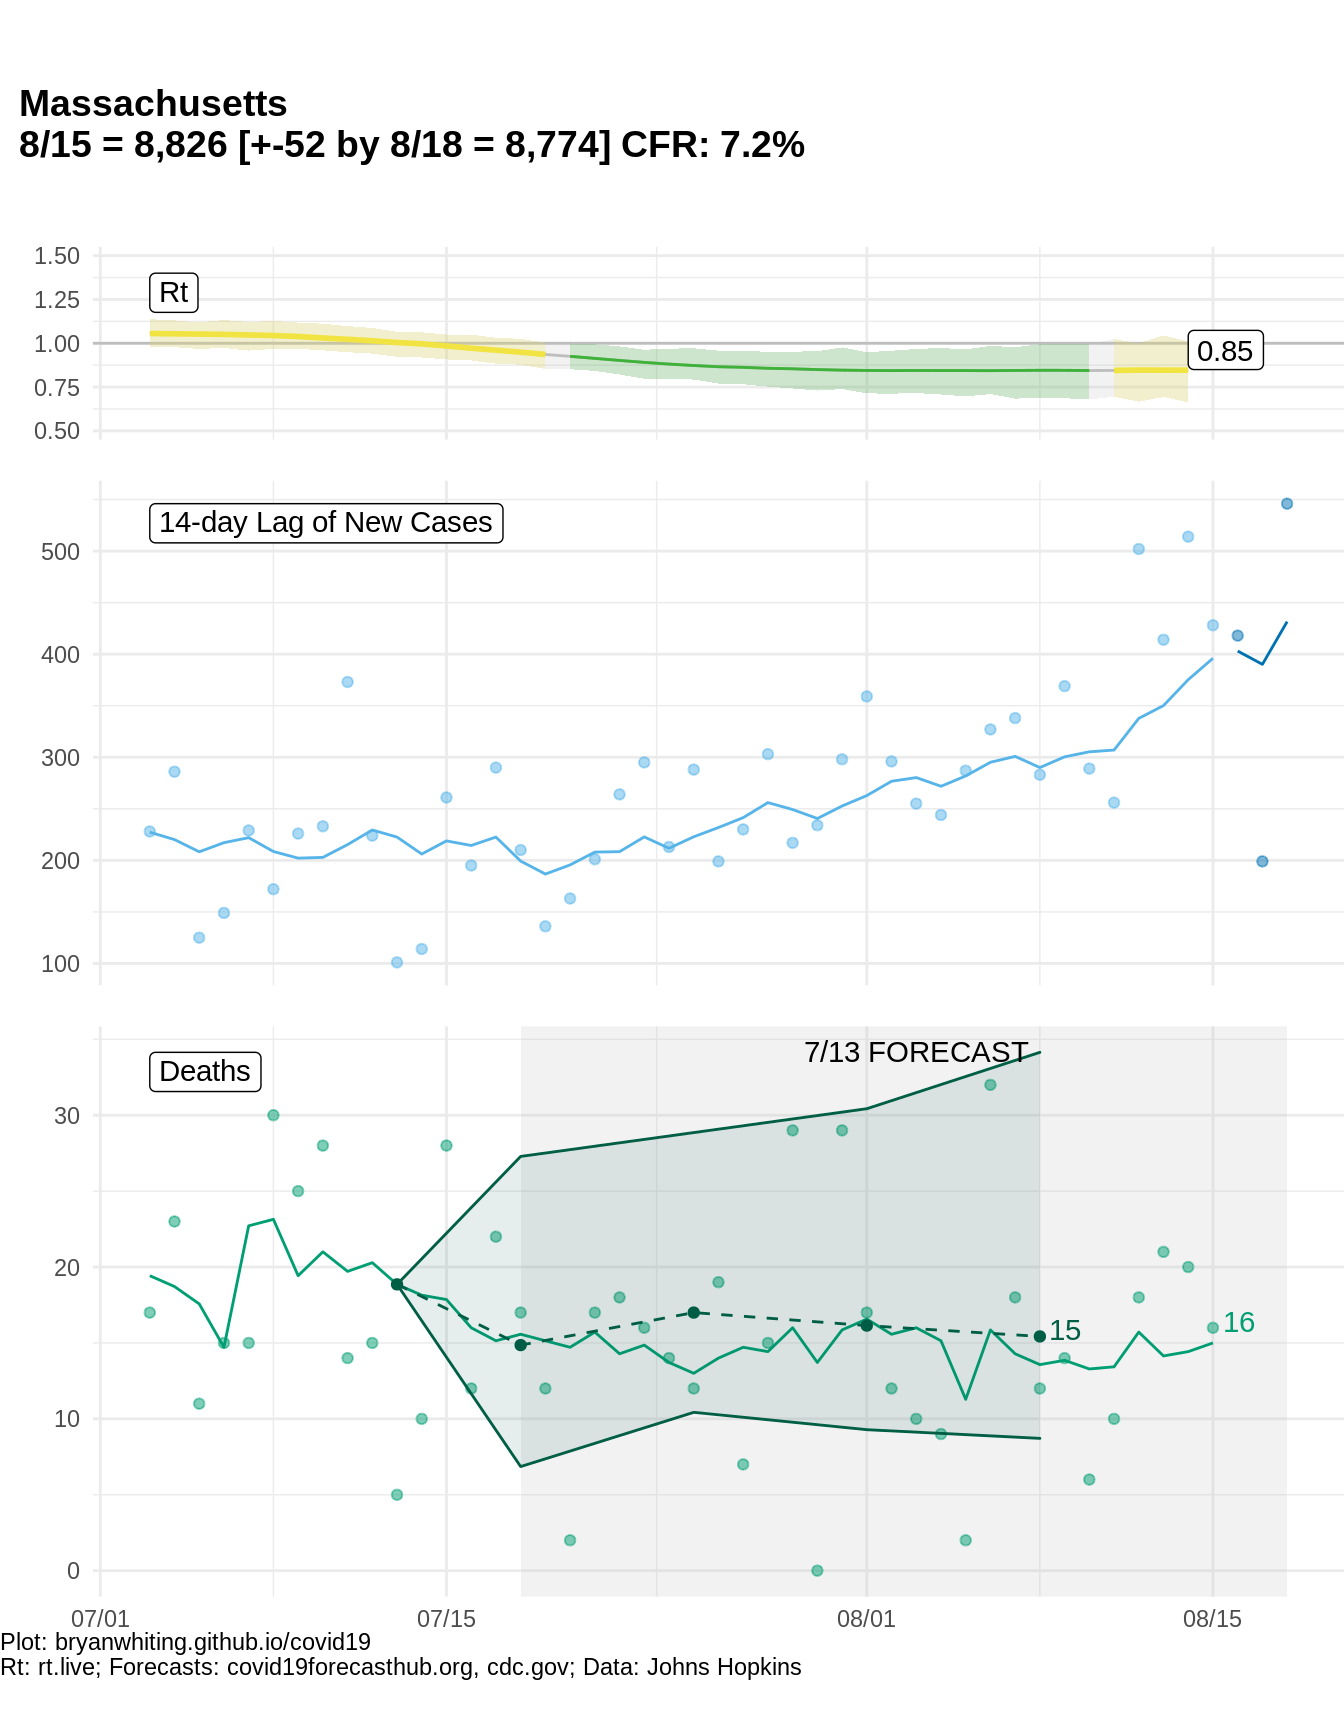 Massachusetts
8/15 = 8,826 [+-52 by 8/18 = 8,774] CFR: 7.2%
1.50
1.25
1.00
0.75
0.50
Rt
0.85
14-day Lag of New Cases
500
400
300
200
100
Deaths
7/13 FORECAST
30
20
10
0
15
16
07/01
07/15
08/01
08/15
Plot: bryanwhiting.github.io/covid19
Rt: rt.live; Forecasts: covid19forecasthub.org, cdc.gov; Data: Johns Hopkins